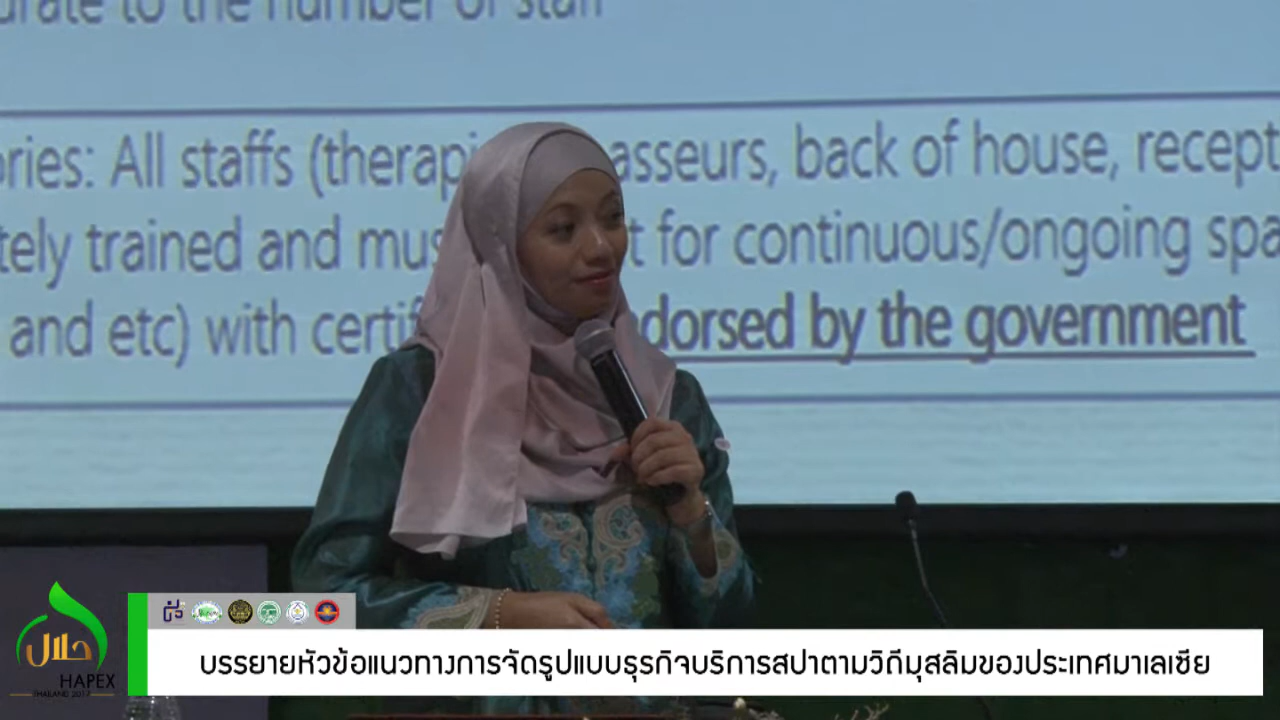 urate to the number of staff
ories: All staffs (therapi asseurs, back of house, recept
tely trained and mus t for continuous/ongoing spa
and etc) with certif dorsed by the government
حلال
HAPEX
THAILAND 2017
บรรยายหัวข้อแนวทางการจัดรูปแบบธุรกิจบริการสปาตามวิถีมุสลิมของประเทศมาเลเซีย